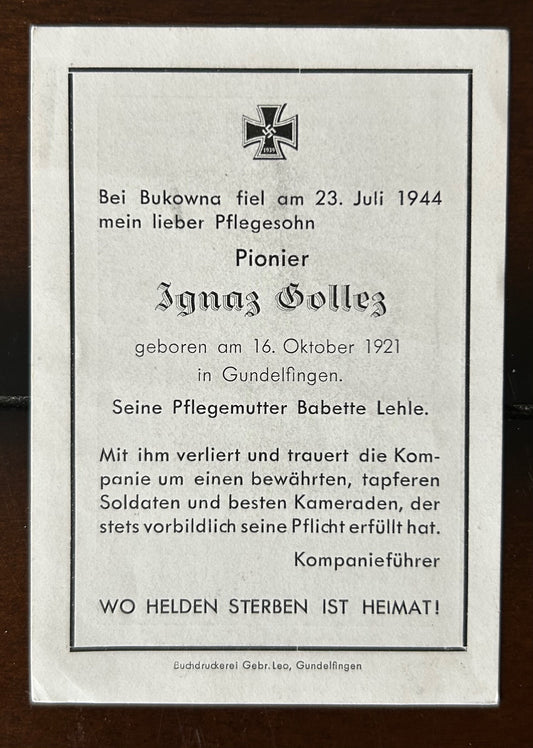 1939
Bei Bukowna fiel am 23. Juli 1944
mein lieber Pflegesohn
Pionier
Ignaz Gollez
geboren am 16. Oktober 1921
in Gundelfingen.
Seine Pflegemutter Babette Lehle.
Mit ihm verliert und trauert die Kom-
panie um einen bewährten, tapferen
Soldaten und besten Kameraden, der
stets vorbildlich seine Pflicht erfüllt hat.
Kompanieführer
WO HELDEN STERBEN IST HEIMAT!
Buchdruckerei Gebr. Leo, Gundelfingen